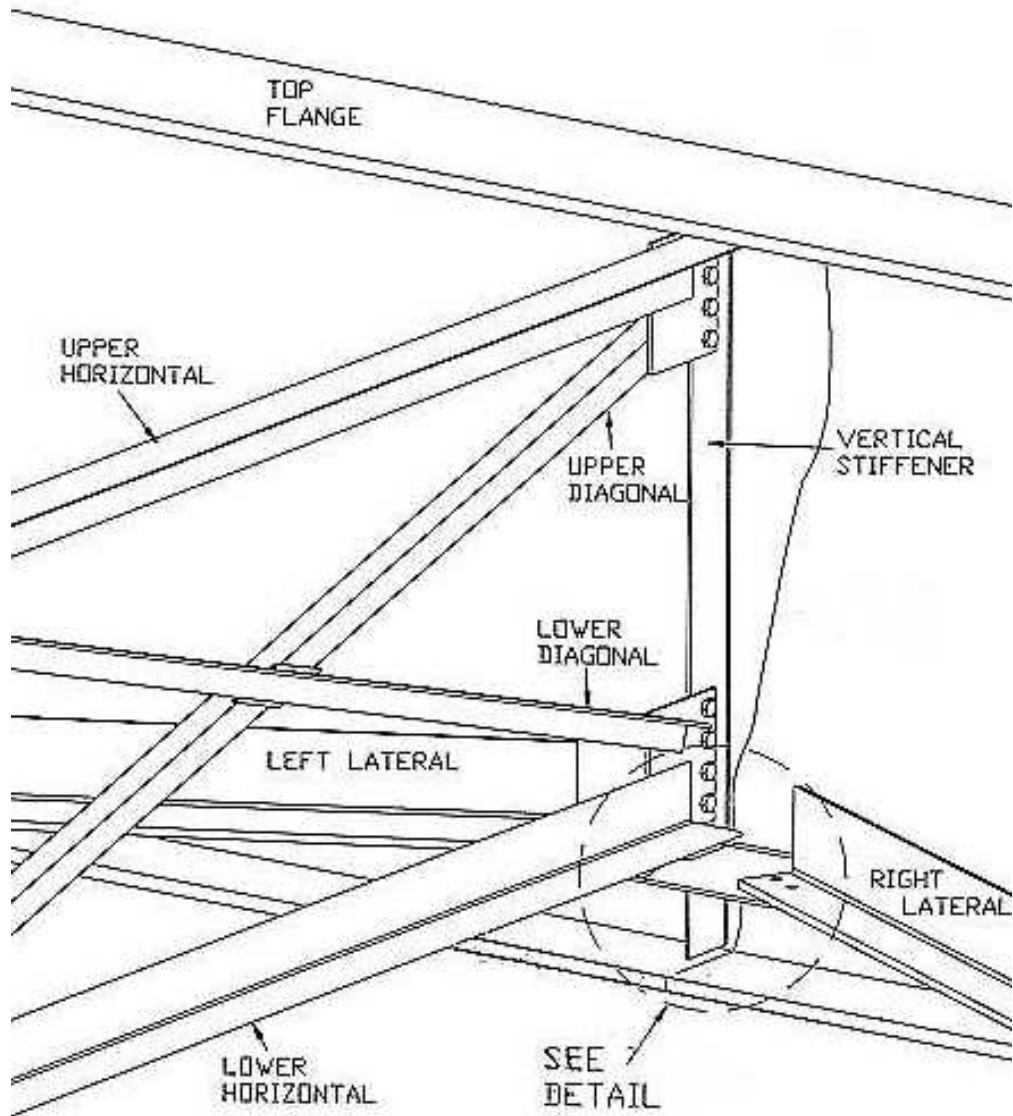 TOP
FLANGE
UPPER
HORIZONTAL
UPPER
DIAGONAL
VERTICAL
STIFFENER
LOWER
DIAGONAL
LEFT LATERAL
RIGHT
LATERAL
LOWER
HORIZONTAL
SEE
DETAIL